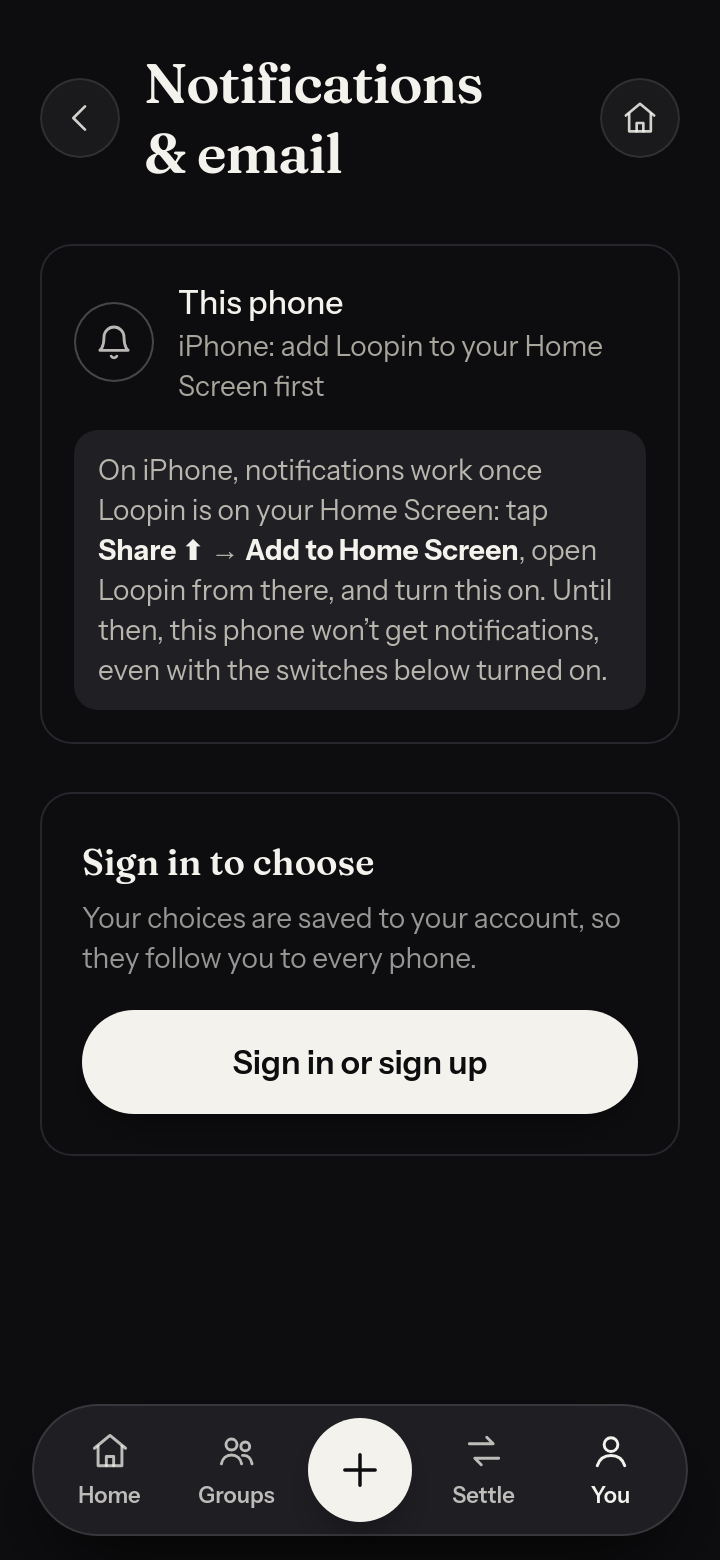 Notifications
& email
This phone
iPhone: add Loopin to your Home
Screen first
On iPhone, notifications work once
Loopin is on your Home Screen: tap
Share ⬆ → Add to Home Screen, open
Loopin from there, and turn this on. Until
then, this phone won’t get notifications,
even with the switches below turned on.
Sign in to choose
Your choices are saved to your account, so
they follow you to every phone.
Sign in or sign up
Home
Groups
Settle
You